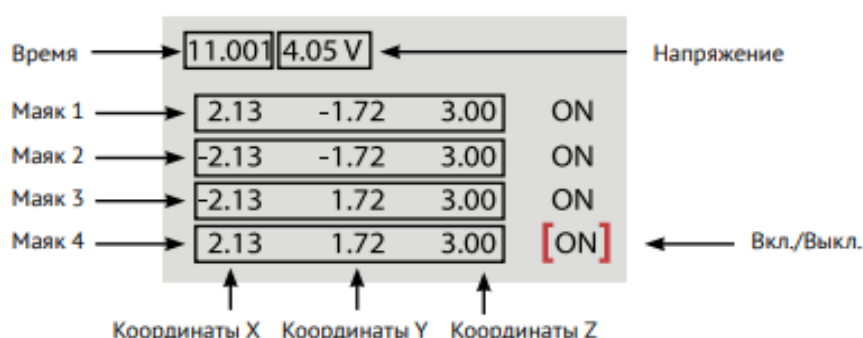 Время 11.001 4.05 V Напряжение
Маяк 1 2.13 -1.72 3.00 ON
Маяк 2 -2.13 -1.72 3.00 ON
Маяк 3 -2.13 1.72 3.00 ON
Маяк 4 2.13 1.72 3.00 [ON] Вкл./Выкл.
Координаты X Координаты Y Координаты Z